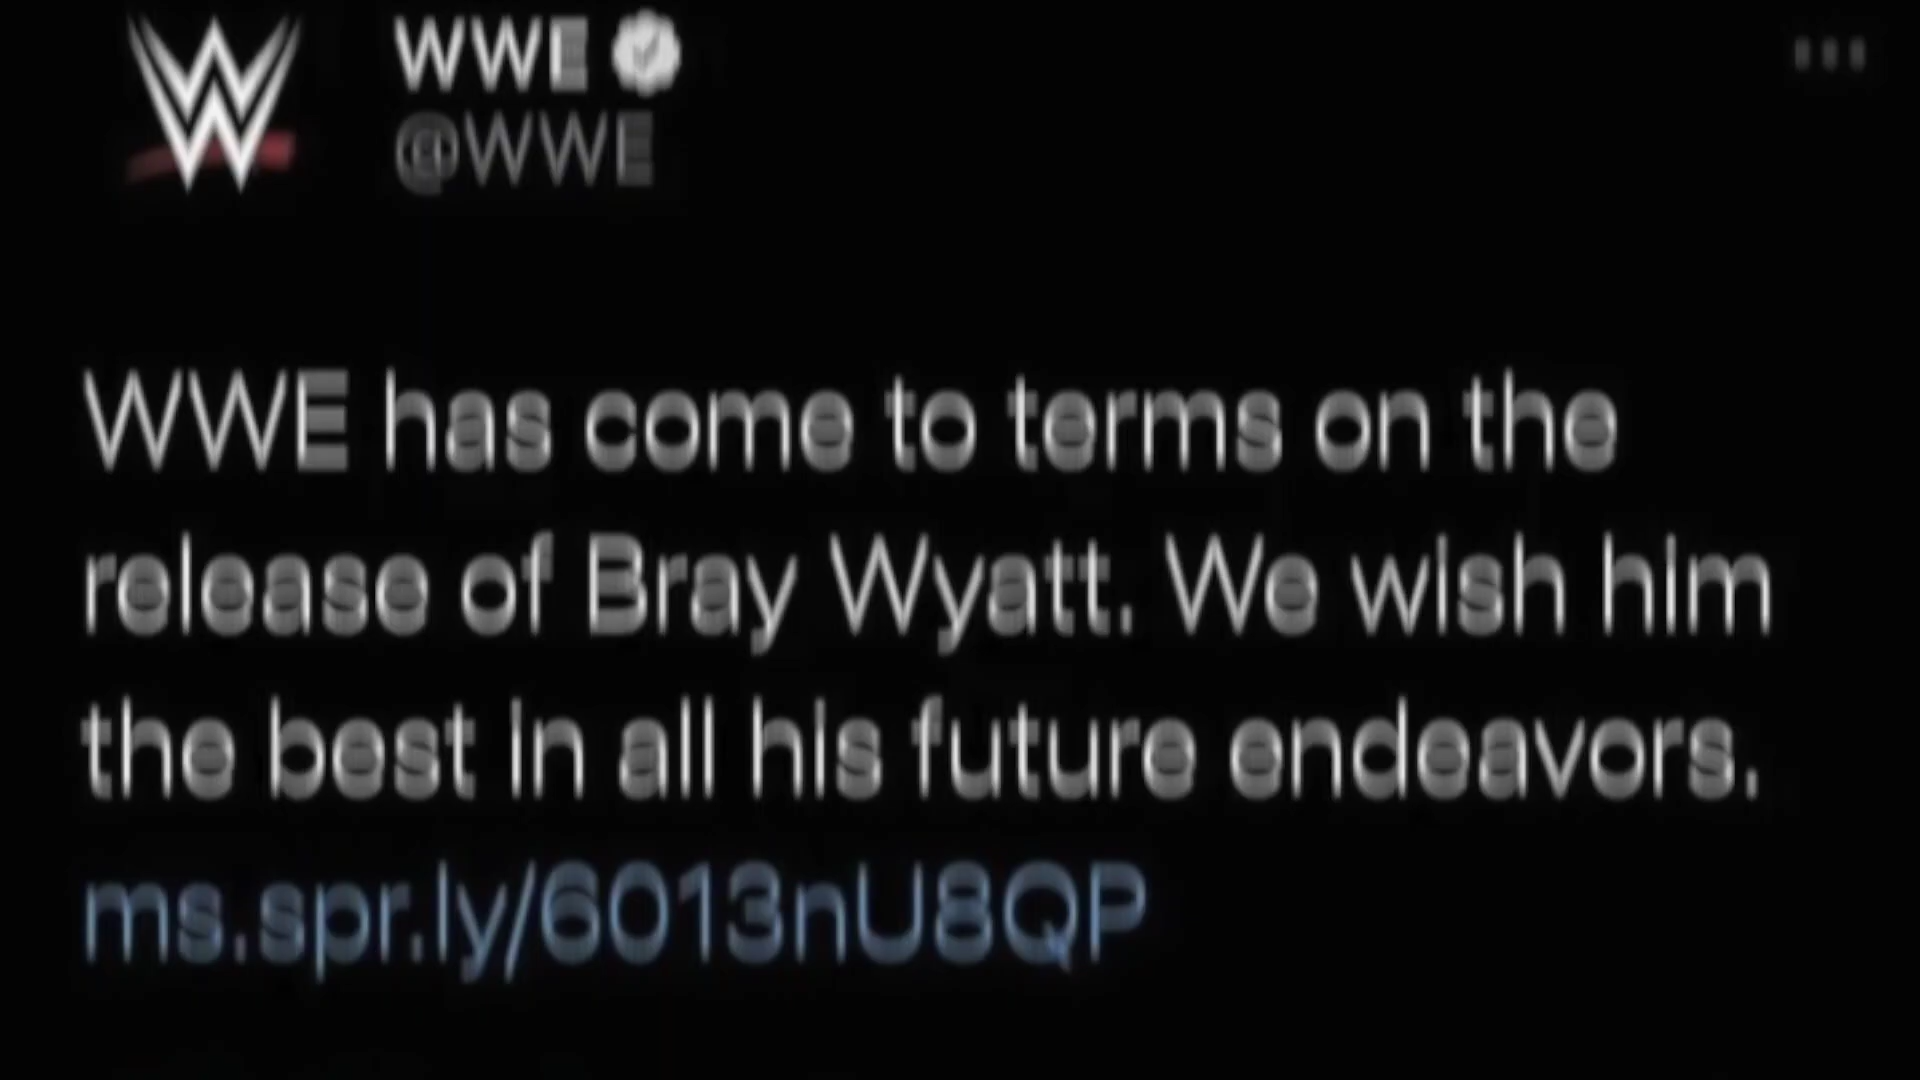 WWE
@WWE
WWE has come to terms on the
release of Bray Wyatt. We wish him
the best in all his future endeavors.
ms.spr.ly/6013nU8QP